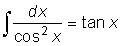 ∫ dx / cos² x = tan x